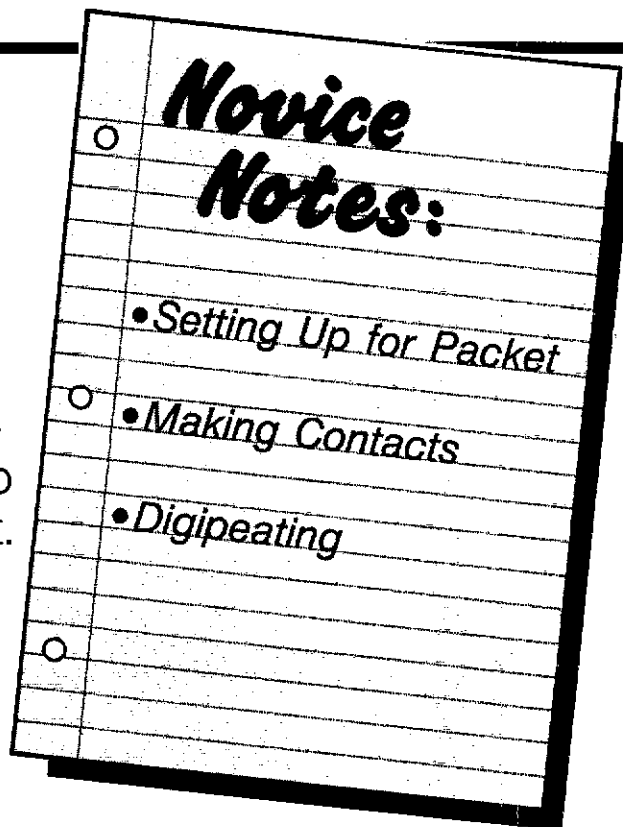 Novice
Notes:
•Setting Up for Packet
•Making Contacts
•Digipeating